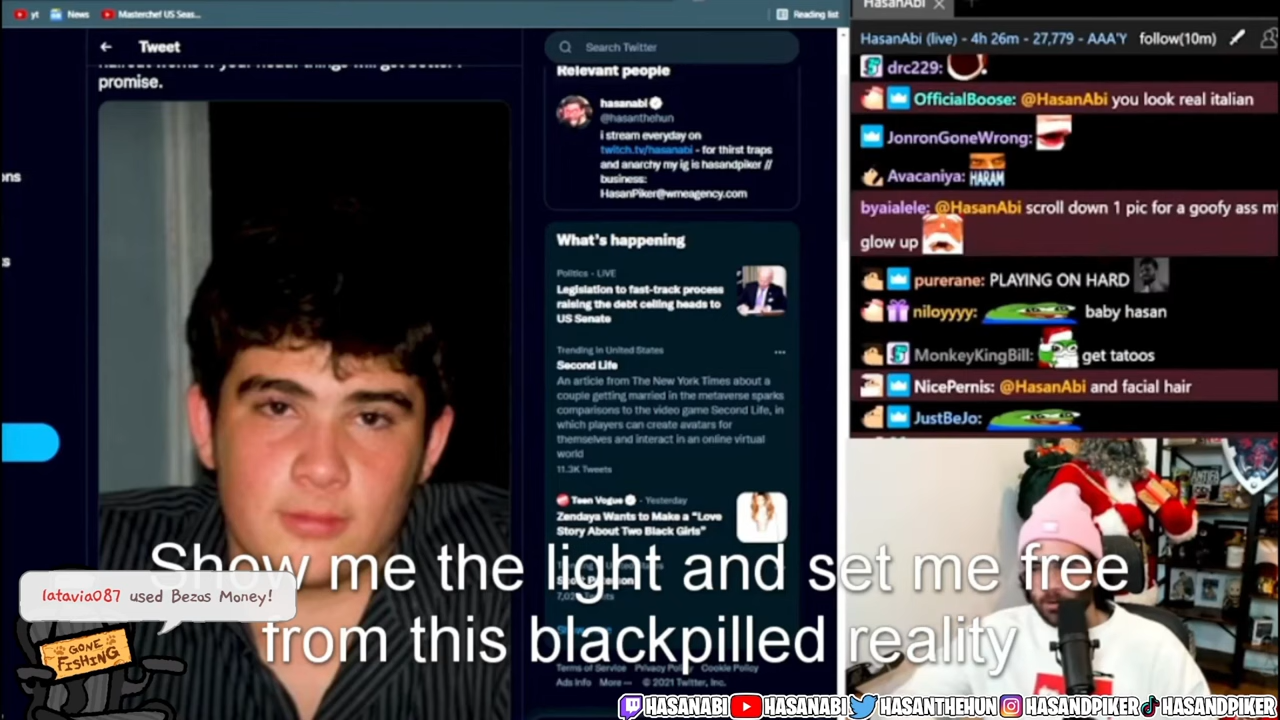 yt News Masterchef US Seas... Reading list
HasanAbi
Tweet
Search Twitter
promise.
Relevant people
hasanabi
@hasanthehun
i stream everyday on
twitch.tv/hasanabi - for thirst traps
and anarchy my ig is hasandpiker //
business:
HasanPiker@wmeagency.com
What's happening
Politics · LIVE
Legislation to fast-track process
raising the debt ceiling heads to
US Senate
Trending in United States
Second Life
An article from The New York Times about a
couple getting married in the metaverse sparks
comparisons to the video game Second Life, in
which players can create avatars for
themselves and interact in an online virtual
world
11.3K Tweets
Teen Vogue · Yesterday
Zendaya Wants to Make a "Love
Story About Two Black Girls"
Terms of Service Privacy Policy Cookie Policy
Ads Info More ··· © 2021 Twitter, Inc.
HasanAbi (live) - 4h 26m - 27,779 - AAA'Y follow(10m)
drc229:
OfficialBoose: @HasanAbi you look real italian
JonronGoneWrong:
Avacaniya: HARAM
byaialele: @HasanAbi scroll down 1 pic for a goofy ass m
glow up
purerane: PLAYING ON HARD
niloyyyy: baby hasan
MonkeyKingBill: get tatoos
NicePernis: @HasanAbi and facial hair
JustBeJo:
Show me the light and set me free
from this blackpilled reality
latavia087 used Bezos Money!
GONE
FISHING
HASANABI HASANABI HASANTHEHUN HASANDPIKER HASANDPIKER